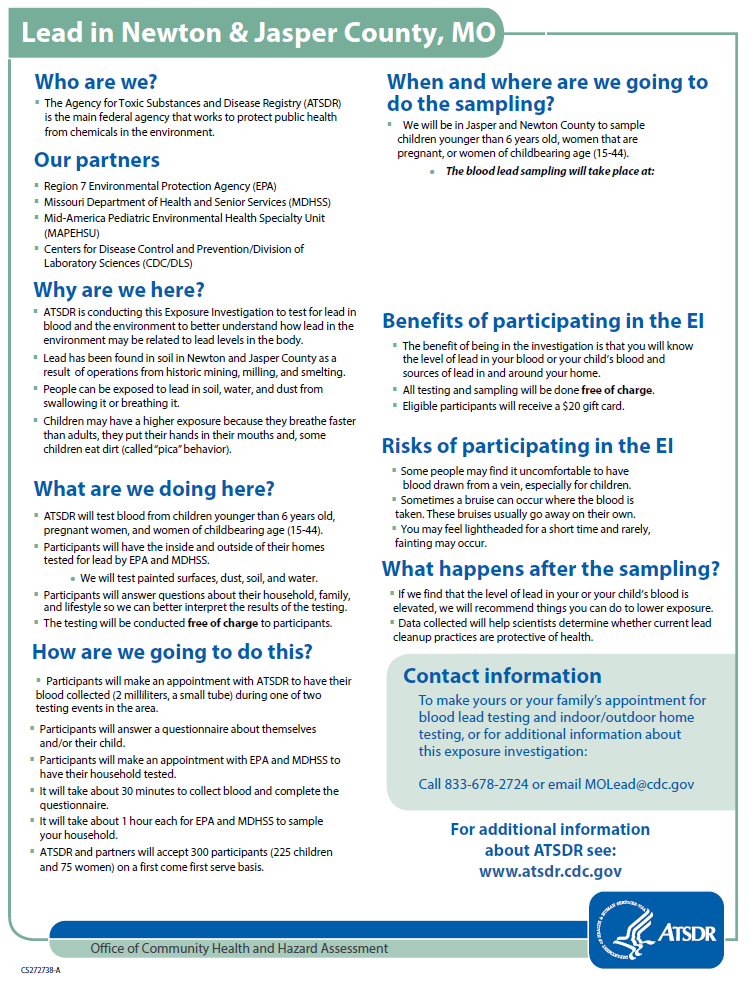 Lead in Newton & Jasper County, MO
Who are we?
▪ The Agency for Toxic Substances and Disease Registry (ATSDR)
is the main federal agency that works to protect public health
from chemicals in the environment.
Our partners
▪ Region 7 Environmental Protection Agency (EPA)
▪ Missouri Department of Health and Senior Services (MDHSS)
▪ Mid-America Pediatric Environmental Health Specialty Unit
(MAPEHSU)
▪ Centers for Disease Control and Prevention/Division of
Laboratory Sciences (CDC/DLS)
Why are we here?
▪ ATSDR is conducting this Exposure Investigation to test for lead in
blood and the environment to better understand how lead in the
environment may be related to lead levels in the body.
▪ Lead has been found in soil in Newton and Jasper County as a
result of operations from historic mining, milling, and smelting.
▪ People can be exposed to lead in soil, water, and dust from
swallowing it or breathing it.
▪ Children may have a higher exposure because they breathe faster
than adults, they put their hands in their mouths and, some
children eat dirt (called "pica" behavior).
What are we doing here?
▪ ATSDR will test blood from children younger than 6 years old,
pregnant women, and women of childbearing age (15-44).
▪ Participants will have the inside and outside of their homes
tested for lead by EPA and MDHSS.
• We will test painted surfaces, dust, soil, and water.
▪ Participants will answer questions about their household, family,
and lifestyle so we can better interpret the results of the testing.
▪ The testing will be conducted free of charge to participants.
How are we going to do this?
▪ Participants will make an appointment with ATSDR to have their
blood collected (2 milliliters, a small tube) during one of two
testing events in the area.
▪ Participants will answer a questionnaire about themselves
and/or their child.
▪ Participants will make an appointment with EPA and MDHSS to
have their household tested.
▪ It will take about 30 minutes to collect blood and complete the
questionnaire.
▪ It will take about 1 hour each for EPA and MDHSS to sample
your household.
▪ ATSDR and partners will accept 300 participants (225 children
and 75 women) on a first come first serve basis.
When and where are we going to
do the sampling?
▪ We will be in Jasper and Newton County to sample
children younger than 6 years old, women that are
pregnant, or women of childbearing age (15-44).
• The blood lead sampling will take place at:
Benefits of participating in the EI
▪ The benefit of being in the investigation is that you will know
the level of lead in your blood or your child's blood and
sources of lead in and around your home.
▪ All testing and sampling will be done free of charge.
▪ Eligible participants will receive a $20 gift card.
Risks of participating in the EI
▪ Some people may find it uncomfortable to have
blood drawn from a vein, especially for children.
▪ Sometimes a bruise can occur where the blood is
taken. These bruises usually go away on their own.
▪ You may feel lightheaded for a short time and rarely,
fainting may occur.
What happens after the sampling?
▪ If we find that the level of lead in your or your child's blood is
elevated, we will recommend things you can do to lower exposure.
▪ Data collected will help scientists determine whether current lead
cleanup practices are protective of health.
Contact information
To make yours or your family's appointment for
blood lead testing and indoor/outdoor home
testing, or for additional information about
this exposure investigation:
Call 833-678-2724 or email MOLead@cdc.gov
For additional information
about ATSDR see:
www.atsdr.cdc.gov
DEPARTMENT OF HEALTH & HUMAN SERVICES•USA
ATSDR
Office of Community Health and Hazard Assessment
CS272738-A